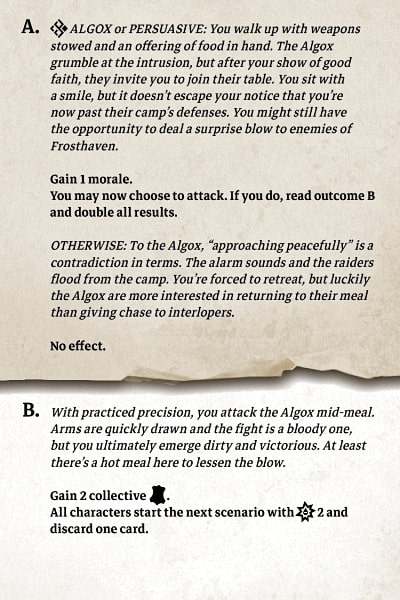 A. ALGOX or PERSUASIVE: You walk up with weapons
stowed and an offering of food in hand. The Algox
grumble at the intrusion, but after your show of good
faith, they invite you to join their table. You sit with
a smile, but it doesn't escape your notice that you're
now past their camp's defenses. You might still have
the opportunity to deal a surprise blow to enemies of
Frosthaven.
Gain 1 morale.
You may now choose to attack. If you do, read outcome B
and double all results.
OTHERWISE: To the Algox, “approaching peacefully” is a
contradiction in terms. The alarm sounds and the raiders
flood from the camp. You're forced to retreat, but luckily
the Algox are more interested in returning to their meal
than giving chase to interlopers.
No effect.
B. With practiced precision, you attack the Algox mid-meal.
Arms are quickly drawn and the fight is a bloody one,
but you ultimately emerge dirty and victorious. At least
there's a hot meal here to lessen the blow.
Gain 2 collective .
All characters start the next scenario with 2 and
discard one card.